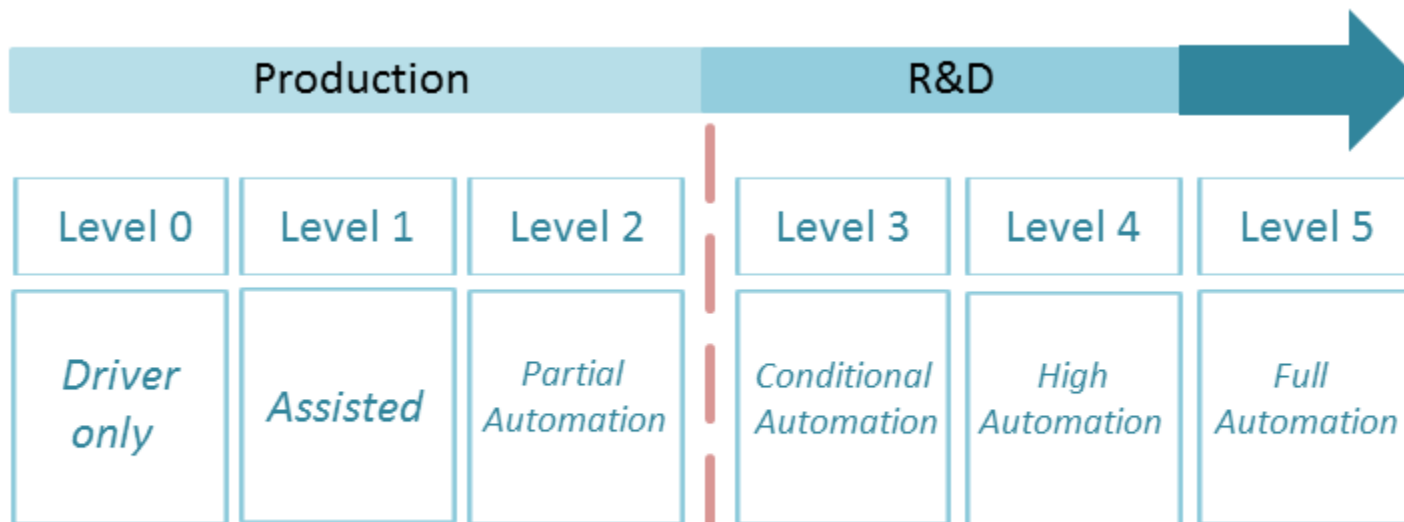 Production
R&D
Level 0
Level 1
Level 2
Level 3
Level 4
Level 5
Driver
only
Assisted
Partial
Automation
Conditional
Automation
High
Automation
Full
Automation